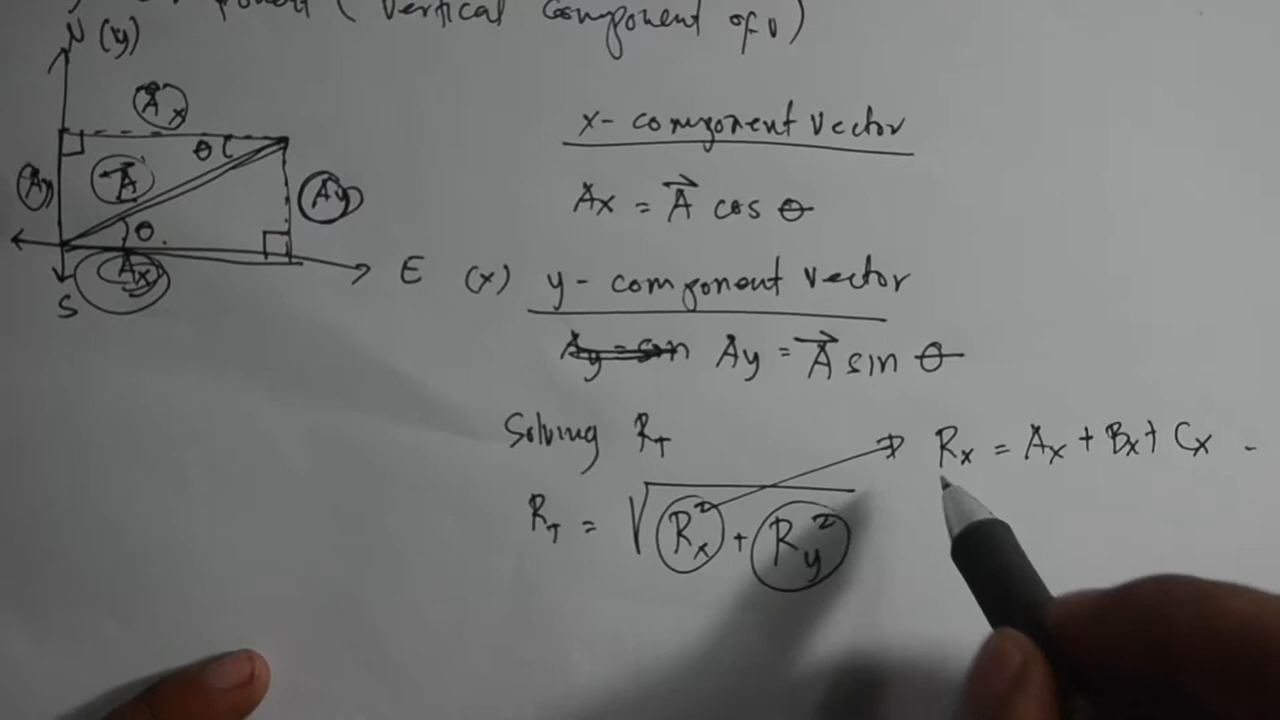 component ( Vertical component of v )
N (y)
A⃗x
x- component vector
θ
Ay
A⃗
Ay
Ax = A⃗ cos θ
θ
Ax
E (x)
y- component vector
S
Ay = A⃗ sin θ
Solving RT
Rx = Ax + Bx + Cx -
RT = √Rx² + Ry²